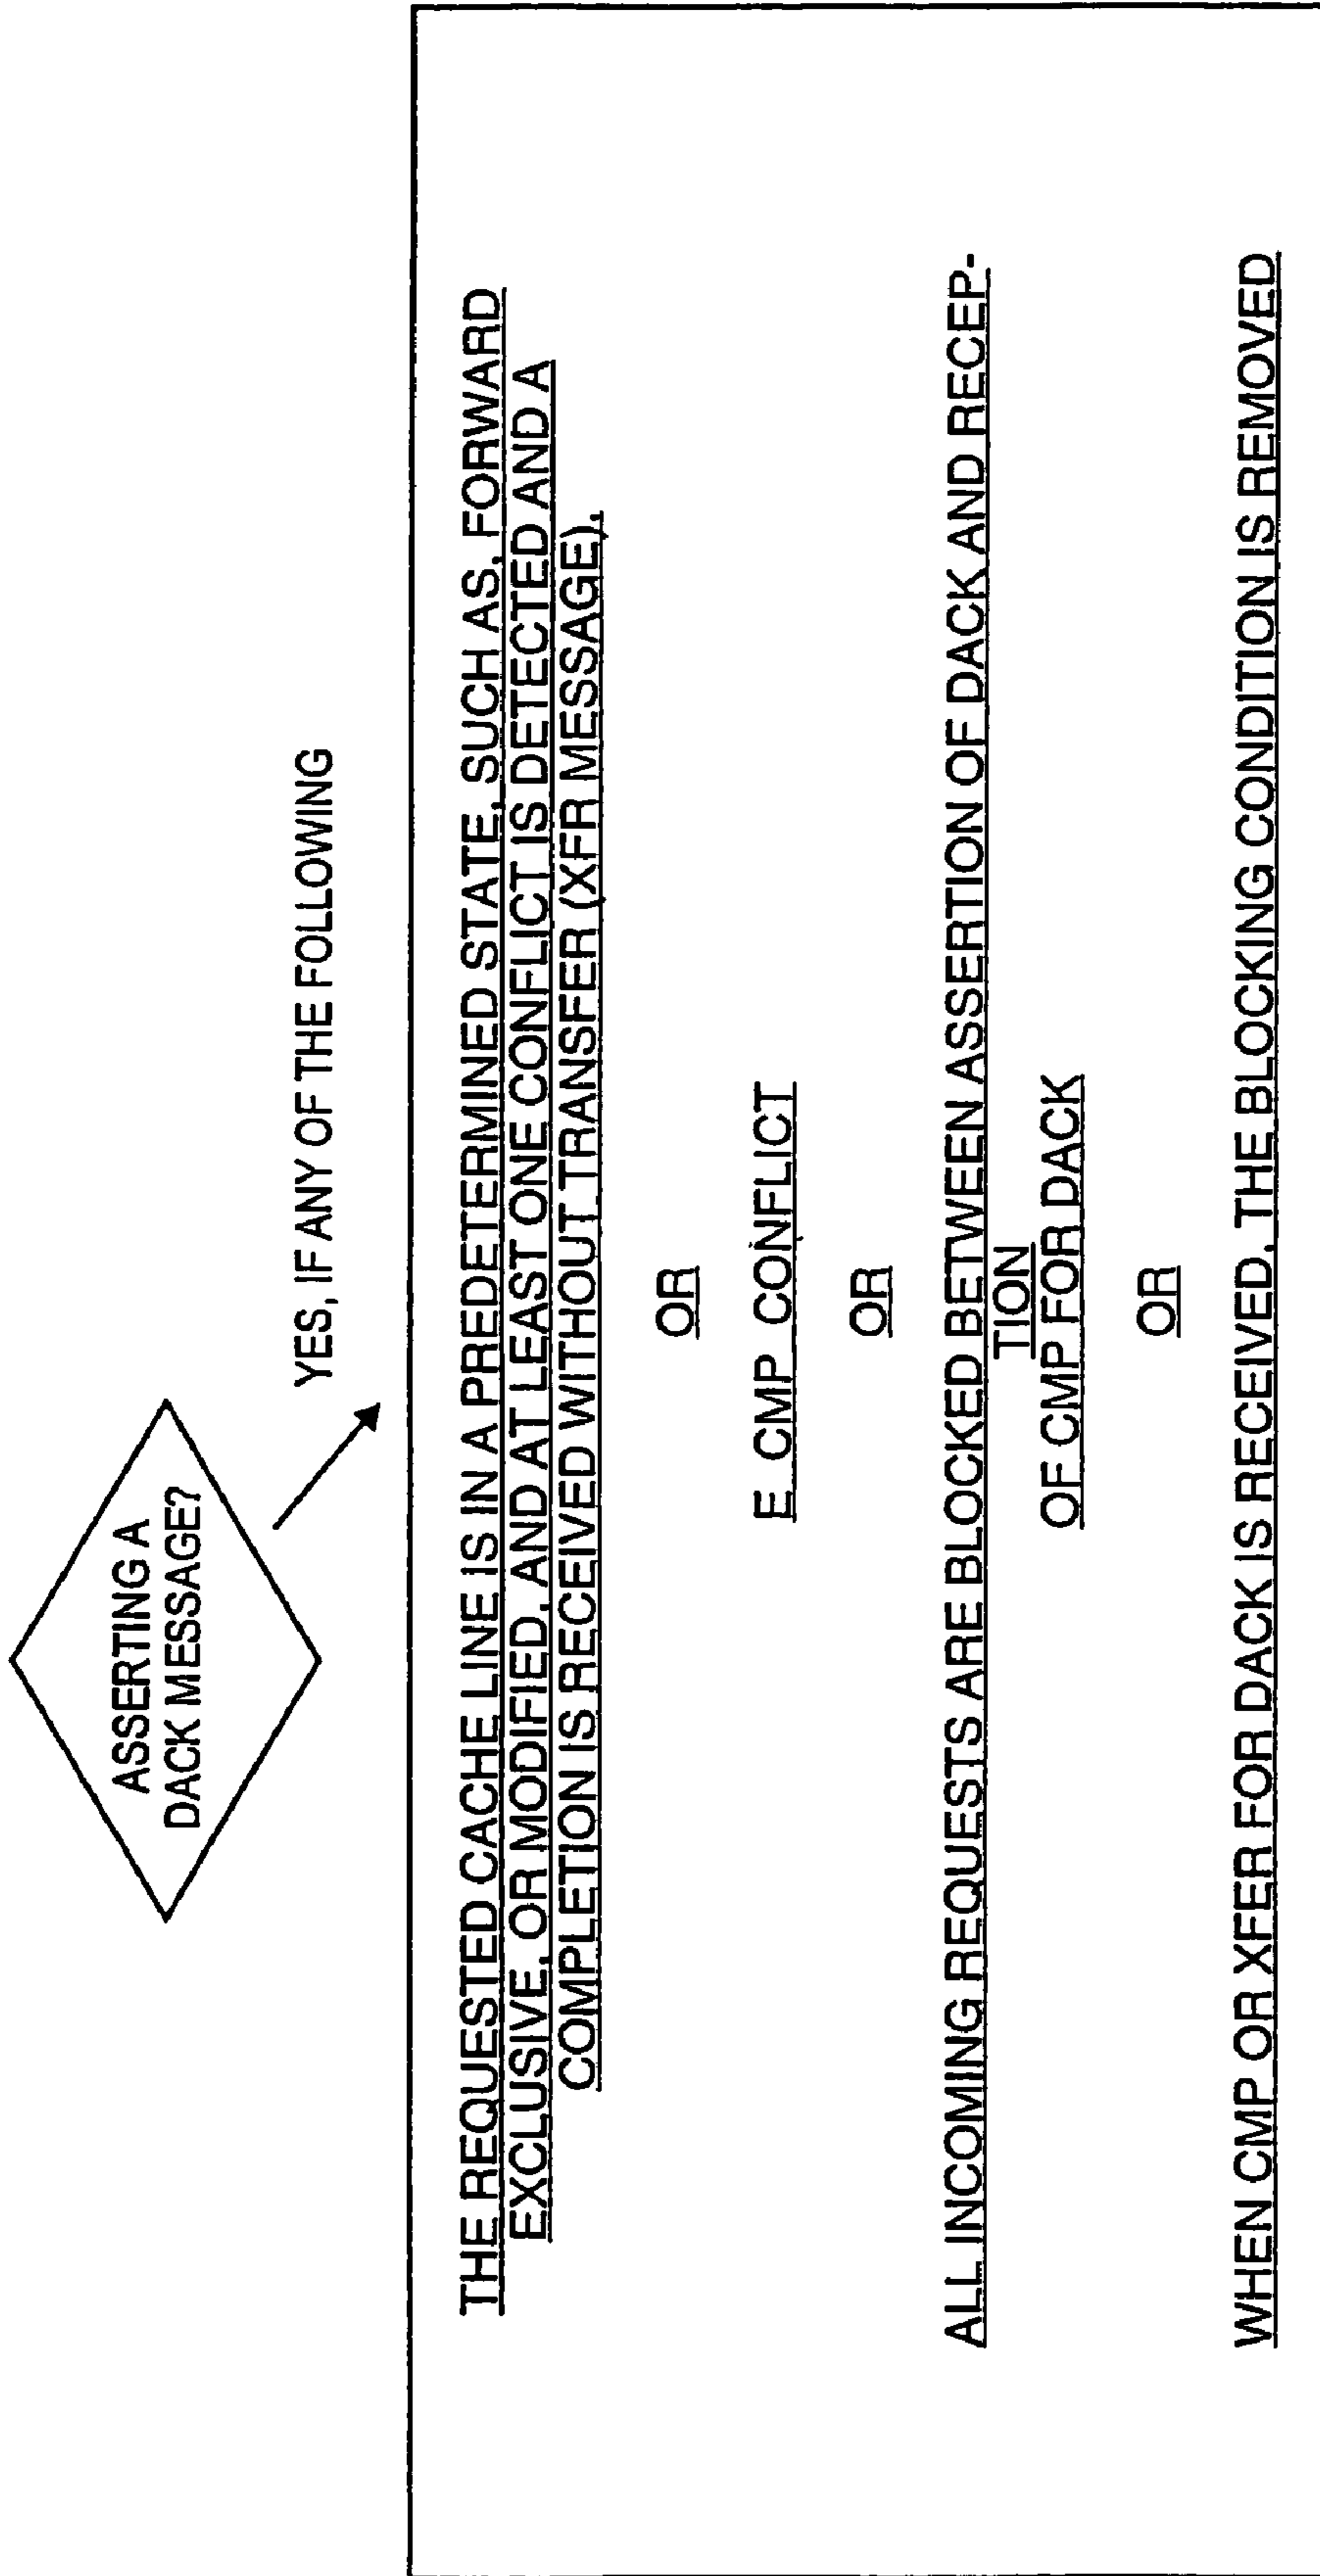 ASSERTING A
DACK MESSAGE?
YES, IF ANY OF THE FOLLOWING
THE REQUESTED CACHE LINE IS IN A PREDETERMINED STATE, SUCH AS, FORWARD
EXCLUSIVE, OR MODIFIED, AND AT LEAST ONE CONFLICT IS DETECTED AND A
COMPLETION IS RECEIVED WITHOUT TRANSFER (XFR MESSAGE),
OR
E_CMP_CONFLICT
OR
ALL INCOMING REQUESTS ARE BLOCKED BETWEEN ASSERTION OF DACK AND RECEP-
TION
OF CMP FOR DACK
OR
WHEN CMP OR XFER FOR DACK IS RECEIVED, THE BLOCKING CONDITION IS REMOVED